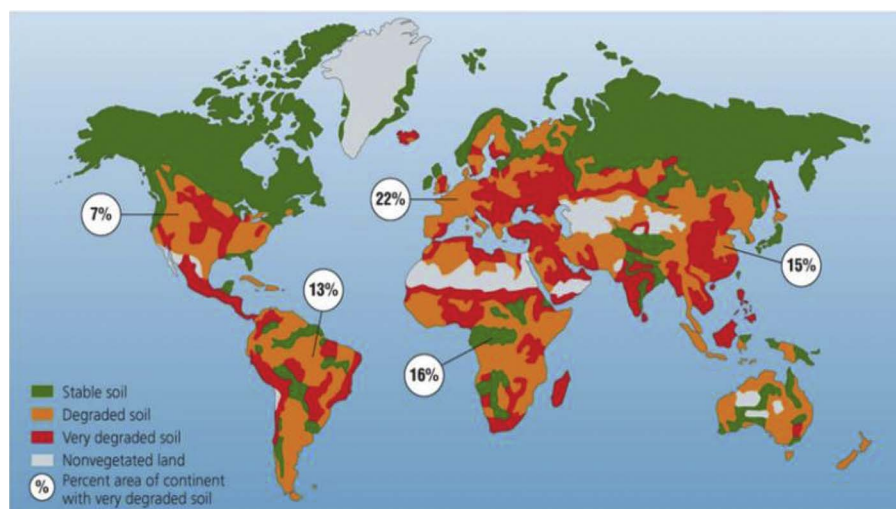 7%
22%
15%
13%
16%
Stable soil
Degraded soil
Very degraded soil
Nonvegetated land
% Percent area of continent
with very degraded soil